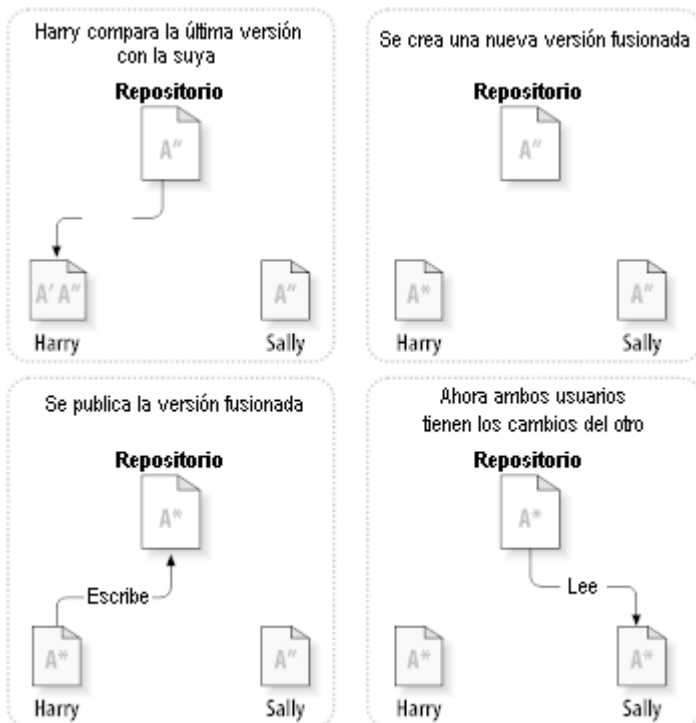 Harry compara la última versión
con la suya
Repositorio
A″
A′ A″
A″
Harry
Sally
Se crea una nueva versión fusionada
Repositorio
A″
A*
A″
Harry
Sally
Se publica la versión fusionada
Repositorio
A*
Escribe
A*
A″
Harry
Sally
Ahora ambos usuarios
tienen los cambios del otro
Repositorio
A*
Lee
A*
A*
Harry
Sally